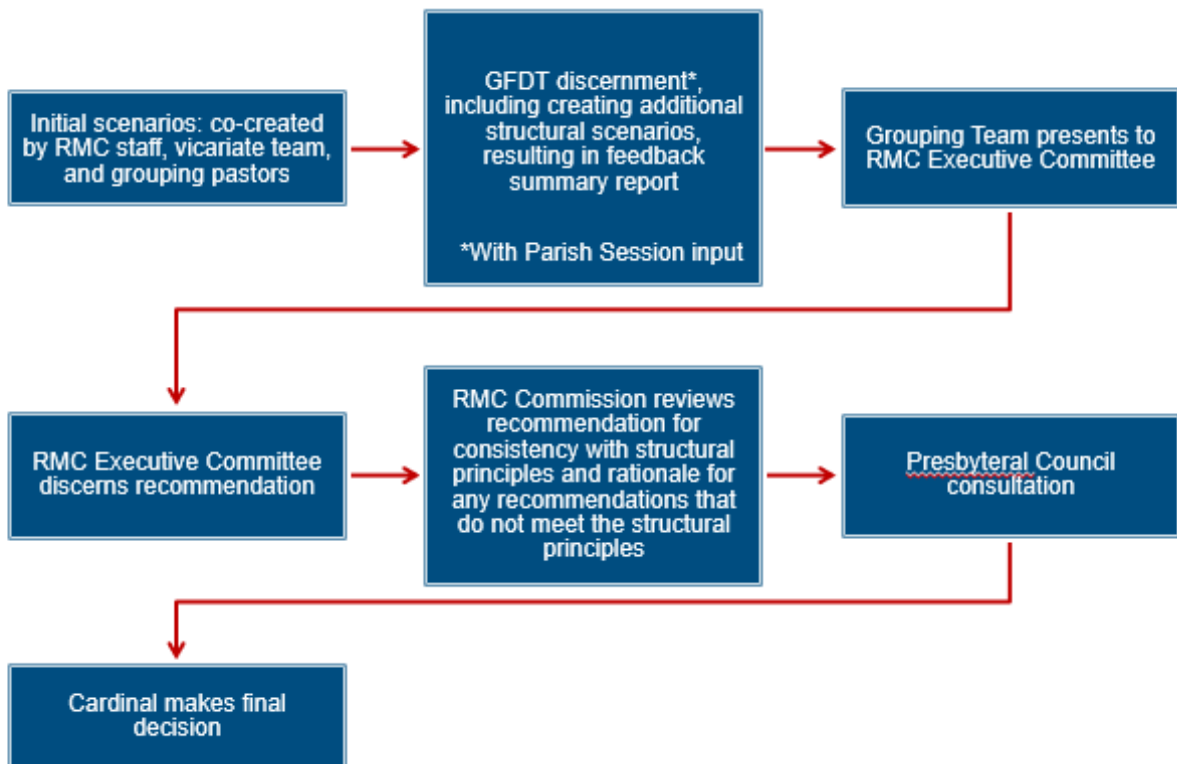 Initial scenarios: co-created
by RMC staff, vicariate team,
and grouping pastors
GFDT discernment*,
including creating additional
structural scenarios,
resulting in feedback
summary report
*With Parish Session input
Grouping Team presents to
RMC Executive Committee
RMC Executive Committee
discerns recommendation
RMC Commission reviews
recommendation for
consistency with structural
principles and rationale for
any recommendations that
do not meet the structural
principles
Presbyteral Council
consultation
Cardinal makes final
decision